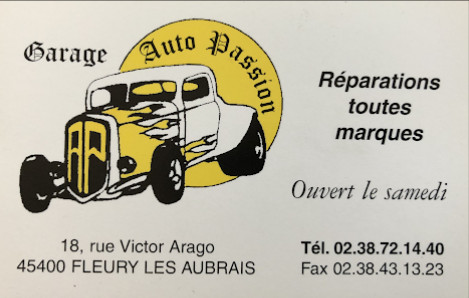 Garage Auto Passion
AP
Réparations
toutes
marques
Ouvert le samedi
18, rue Victor Arago
45400 FLEURY LES AUBRAIS
Tél. 02.38.72.14.40
Fax 02.38.43.13.23